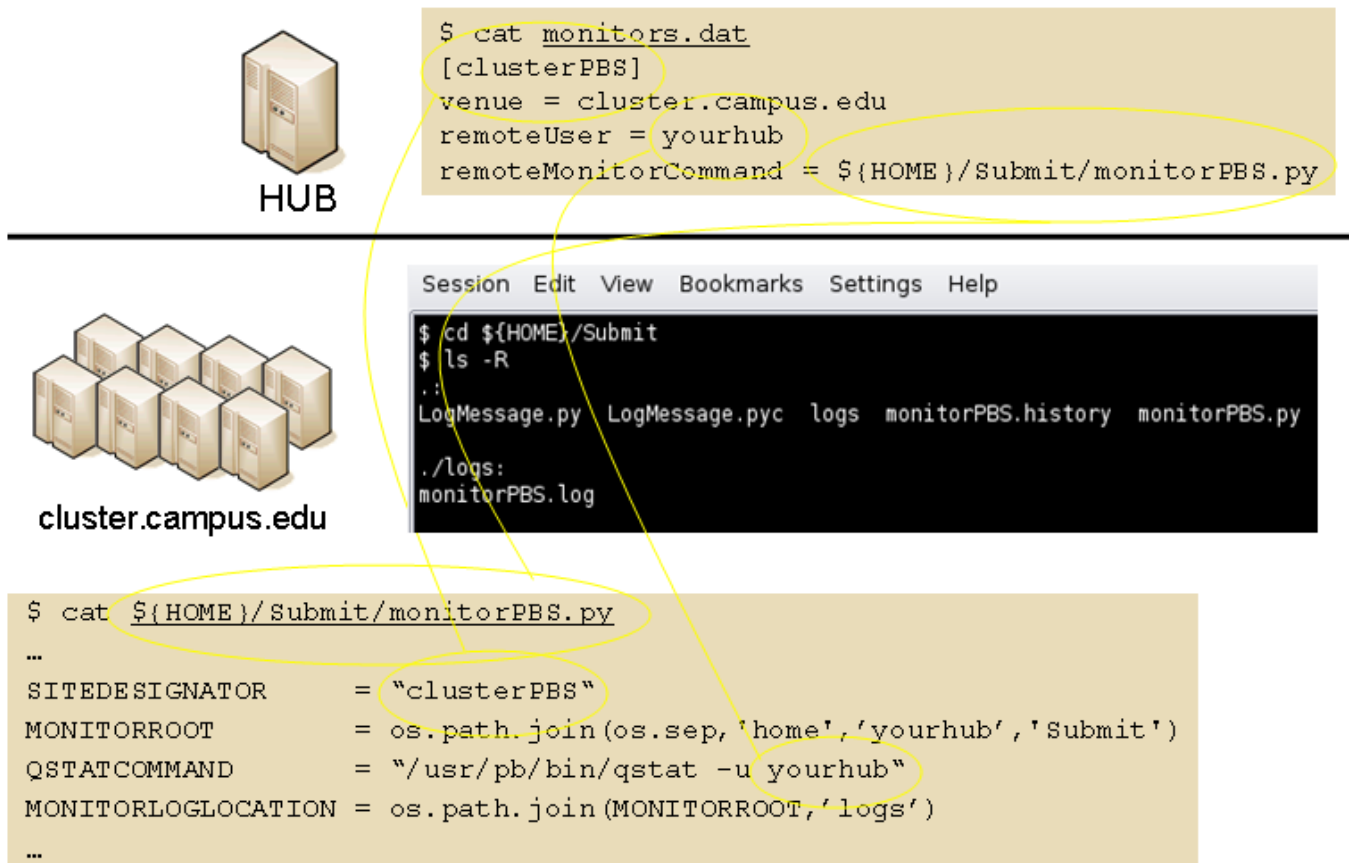 $ cat monitors.dat
[clusterPBS]
venue = cluster.campus.edu
remoteUser = yourhub
remoteMonitorCommand = ${HOME}/Submit/monitorPBS.py
HUB
Session Edit View Bookmarks Settings Help
$ cd ${HOME}/Submit
$ ls -R
.:
LogMessage.py LogMessage.pyc logs monitorPBS.history monitorPBS.py
./logs:
monitorPBS.log
cluster.campus.edu
$ cat ${HOME}/Submit/monitorPBS.py
…
SITEDESIGNATOR = “clusterPBS“
MONITORROOT = os.path.join(os.sep,'home',’yourhub’,'Submit')
QSTATCOMMAND = “/usr/pb/bin/qstat -u yourhub“
MONITORLOGLOCATION = os.path.join(MONITORROOT,’logs’)
…